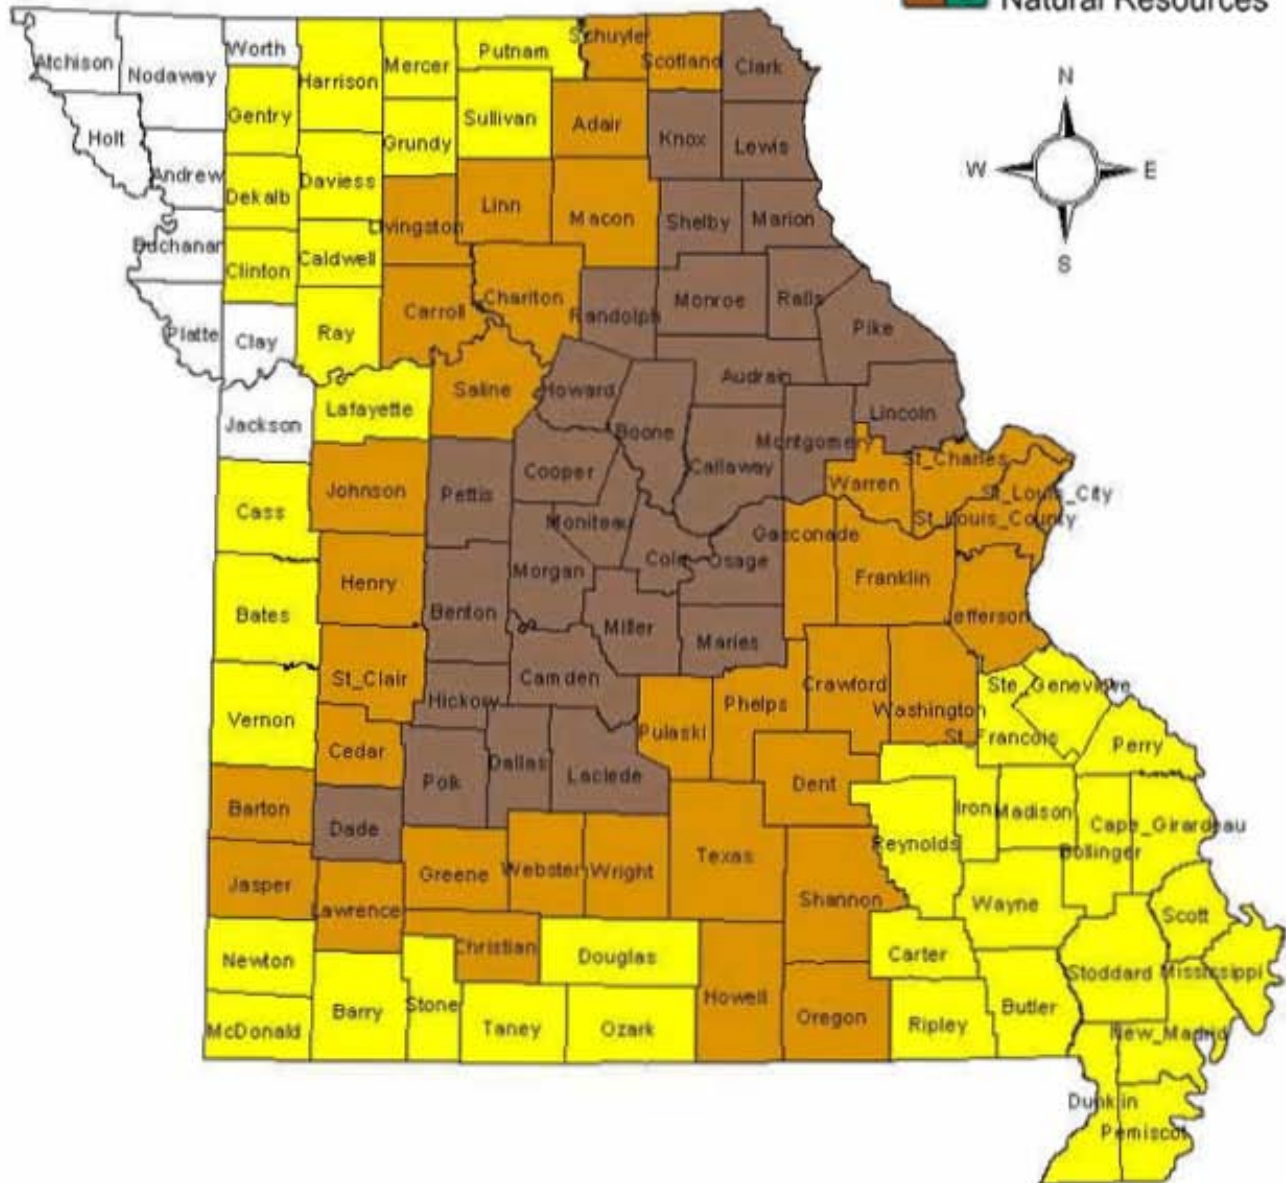 Natural Resources
N
W E
S
Atchison
Nodaway
Worth
Harrison
Mercer
Putnam
Schuyler
Scotland
Clark
Gentry
Sullivan
Adair
Knox
Lewis
Holt
Grundy
Andrew
Dekalb
Daviess
Livingston
Linn
Macon
Shelby
Marion
Buchanan
Clinton
Caldwell
Chariton
Randolph
Monroe
Ralls
Pike
Platte
Clay
Ray
Carroll
Saline
Howard
Audrain
Lincoln
Jackson
Lafayette
Boone
Callaway
Montgomery
Cass
Johnson
Pettis
Cooper
Warren
St_Charles
St_Louis_City
St_Louis_County
Moniteau
Gasconade
Bates
Henry
Benton
Morgan
Cole
Osage
Franklin
Jefferson
Miller
Maries
Vernon
St_Clair
Hickory
Camden
Pulaski
Phelps
Crawford
Washington
Ste_Genevieve
St_Francois
Perry
Cedar
Polk
Dallas
Laclede
Dent
Barton
Dade
Iron
Madison
Cape_Girardeau
Bollinger
Reynolds
Jasper
Greene
Webster
Wright
Texas
Shannon
Wayne
Scott
Lawrence
Christian
Douglas
Carter
Stoddard
Mississippi
Newton
Howell
Oregon
Butler
McDonald
Barry
Stone
Taney
Ozark
Ripley
New_Madrid
Dunklin
Pemiscot